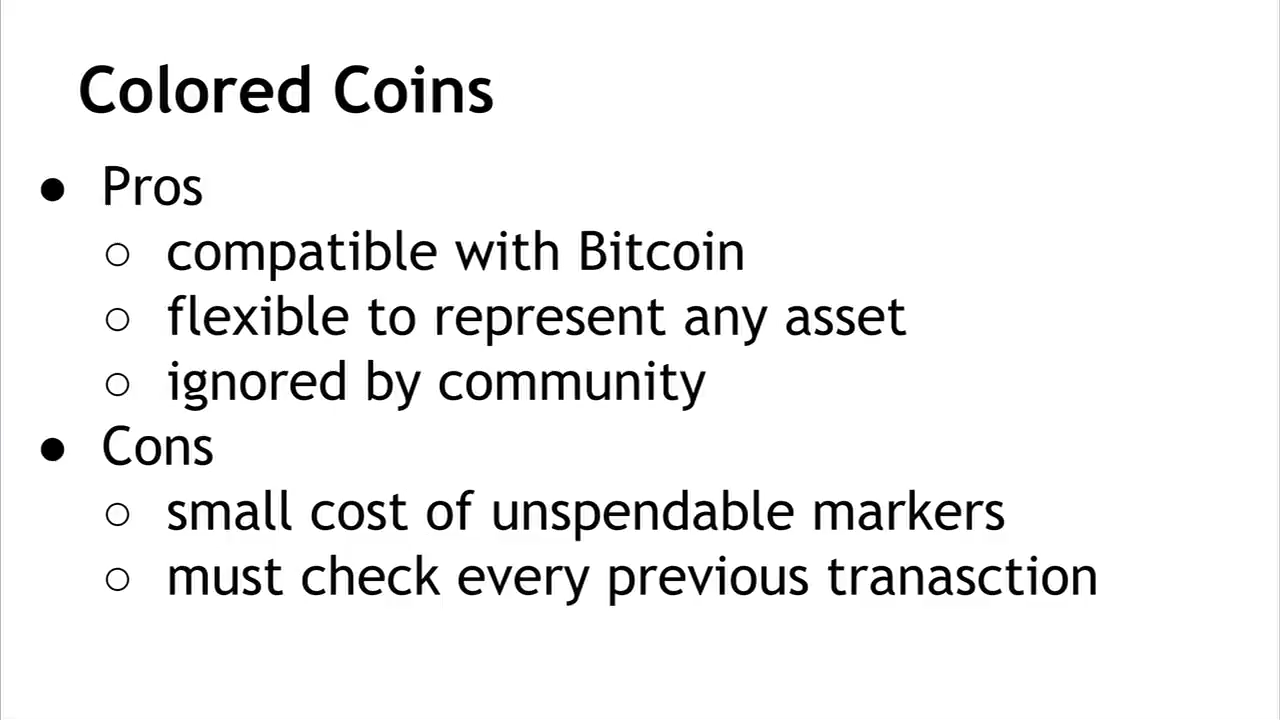 Colored Coins
● Pros
○ compatible with Bitcoin
○ flexible to represent any asset
○ ignored by community
● Cons
○ small cost of unspendable markers
○ must check every previous tranasction